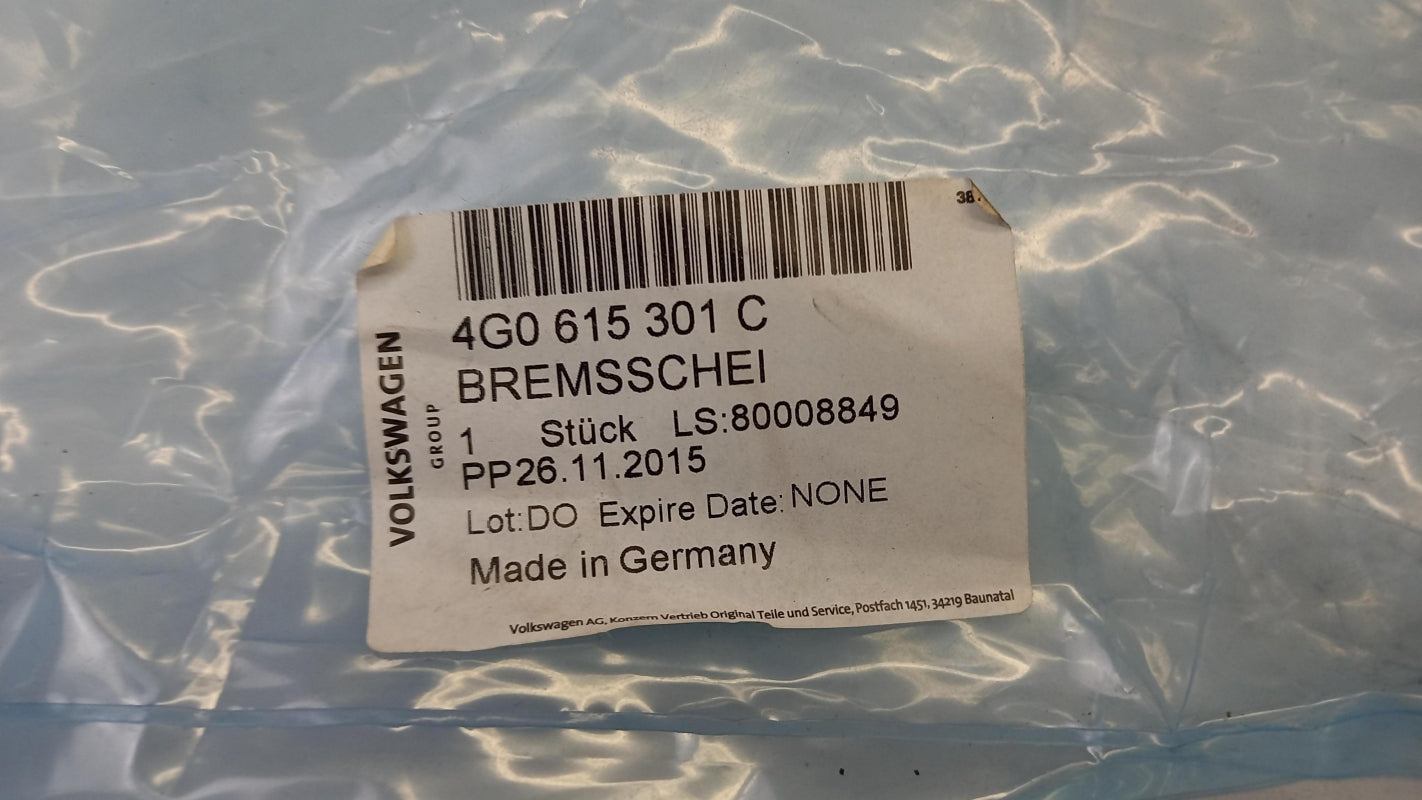 38.
4G0 615 301 C
BREMSSCHEI
1 Stück LS:80008849
PP26.11.2015
Lot:DO Expire Date: NONE
Made in Germany
VOLKSWAGEN
GROUP
Volkswagen AG, Konzern Vertrieb Original Teile und Service, Postfach 1451, 34219 Baunatal